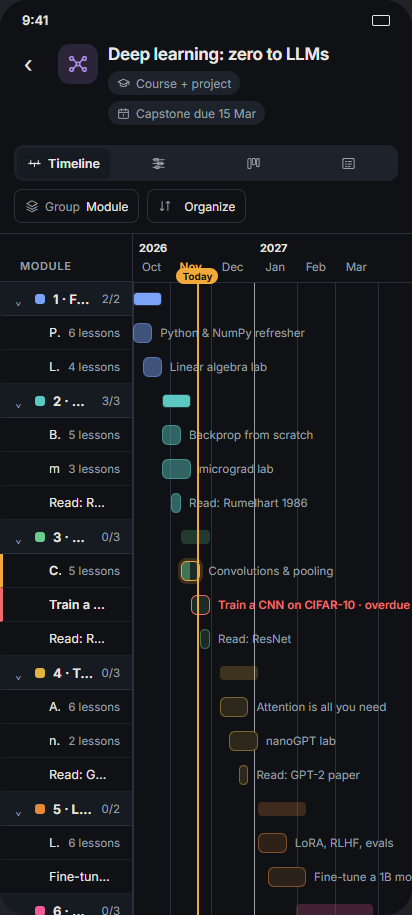 9:41
Deep learning: zero to LLMs
Course + project
Capstone due 15 Mar
Timeline
Group Module
Organize
MODULE
2026 2027
Oct Nov Dec Jan Feb Mar
Today
1 · F... 2/2
P. 6 lessons Python & NumPy refresher
L. 4 lessons Linear algebra lab
2 · ... 3/3
B. 5 lessons Backprop from scratch
m 3 lessons micrograd lab
Read: R... Read: Rumelhart 1986
3 · ... 0/3
C. 5 lessons Convolutions & pooling
Train a ... Train a CNN on CIFAR-10 · overdue
Read: R... Read: ResNet
4 · T... 0/3
A. 6 lessons Attention is all you need
n. 2 lessons nanoGPT lab
Read: G... Read: GPT-2 paper
5 · L... 0/2
L. 6 lessons LoRA, RLHF, evals
Fine-tun... Fine-tune a 1B mo
6 · ... 0/3